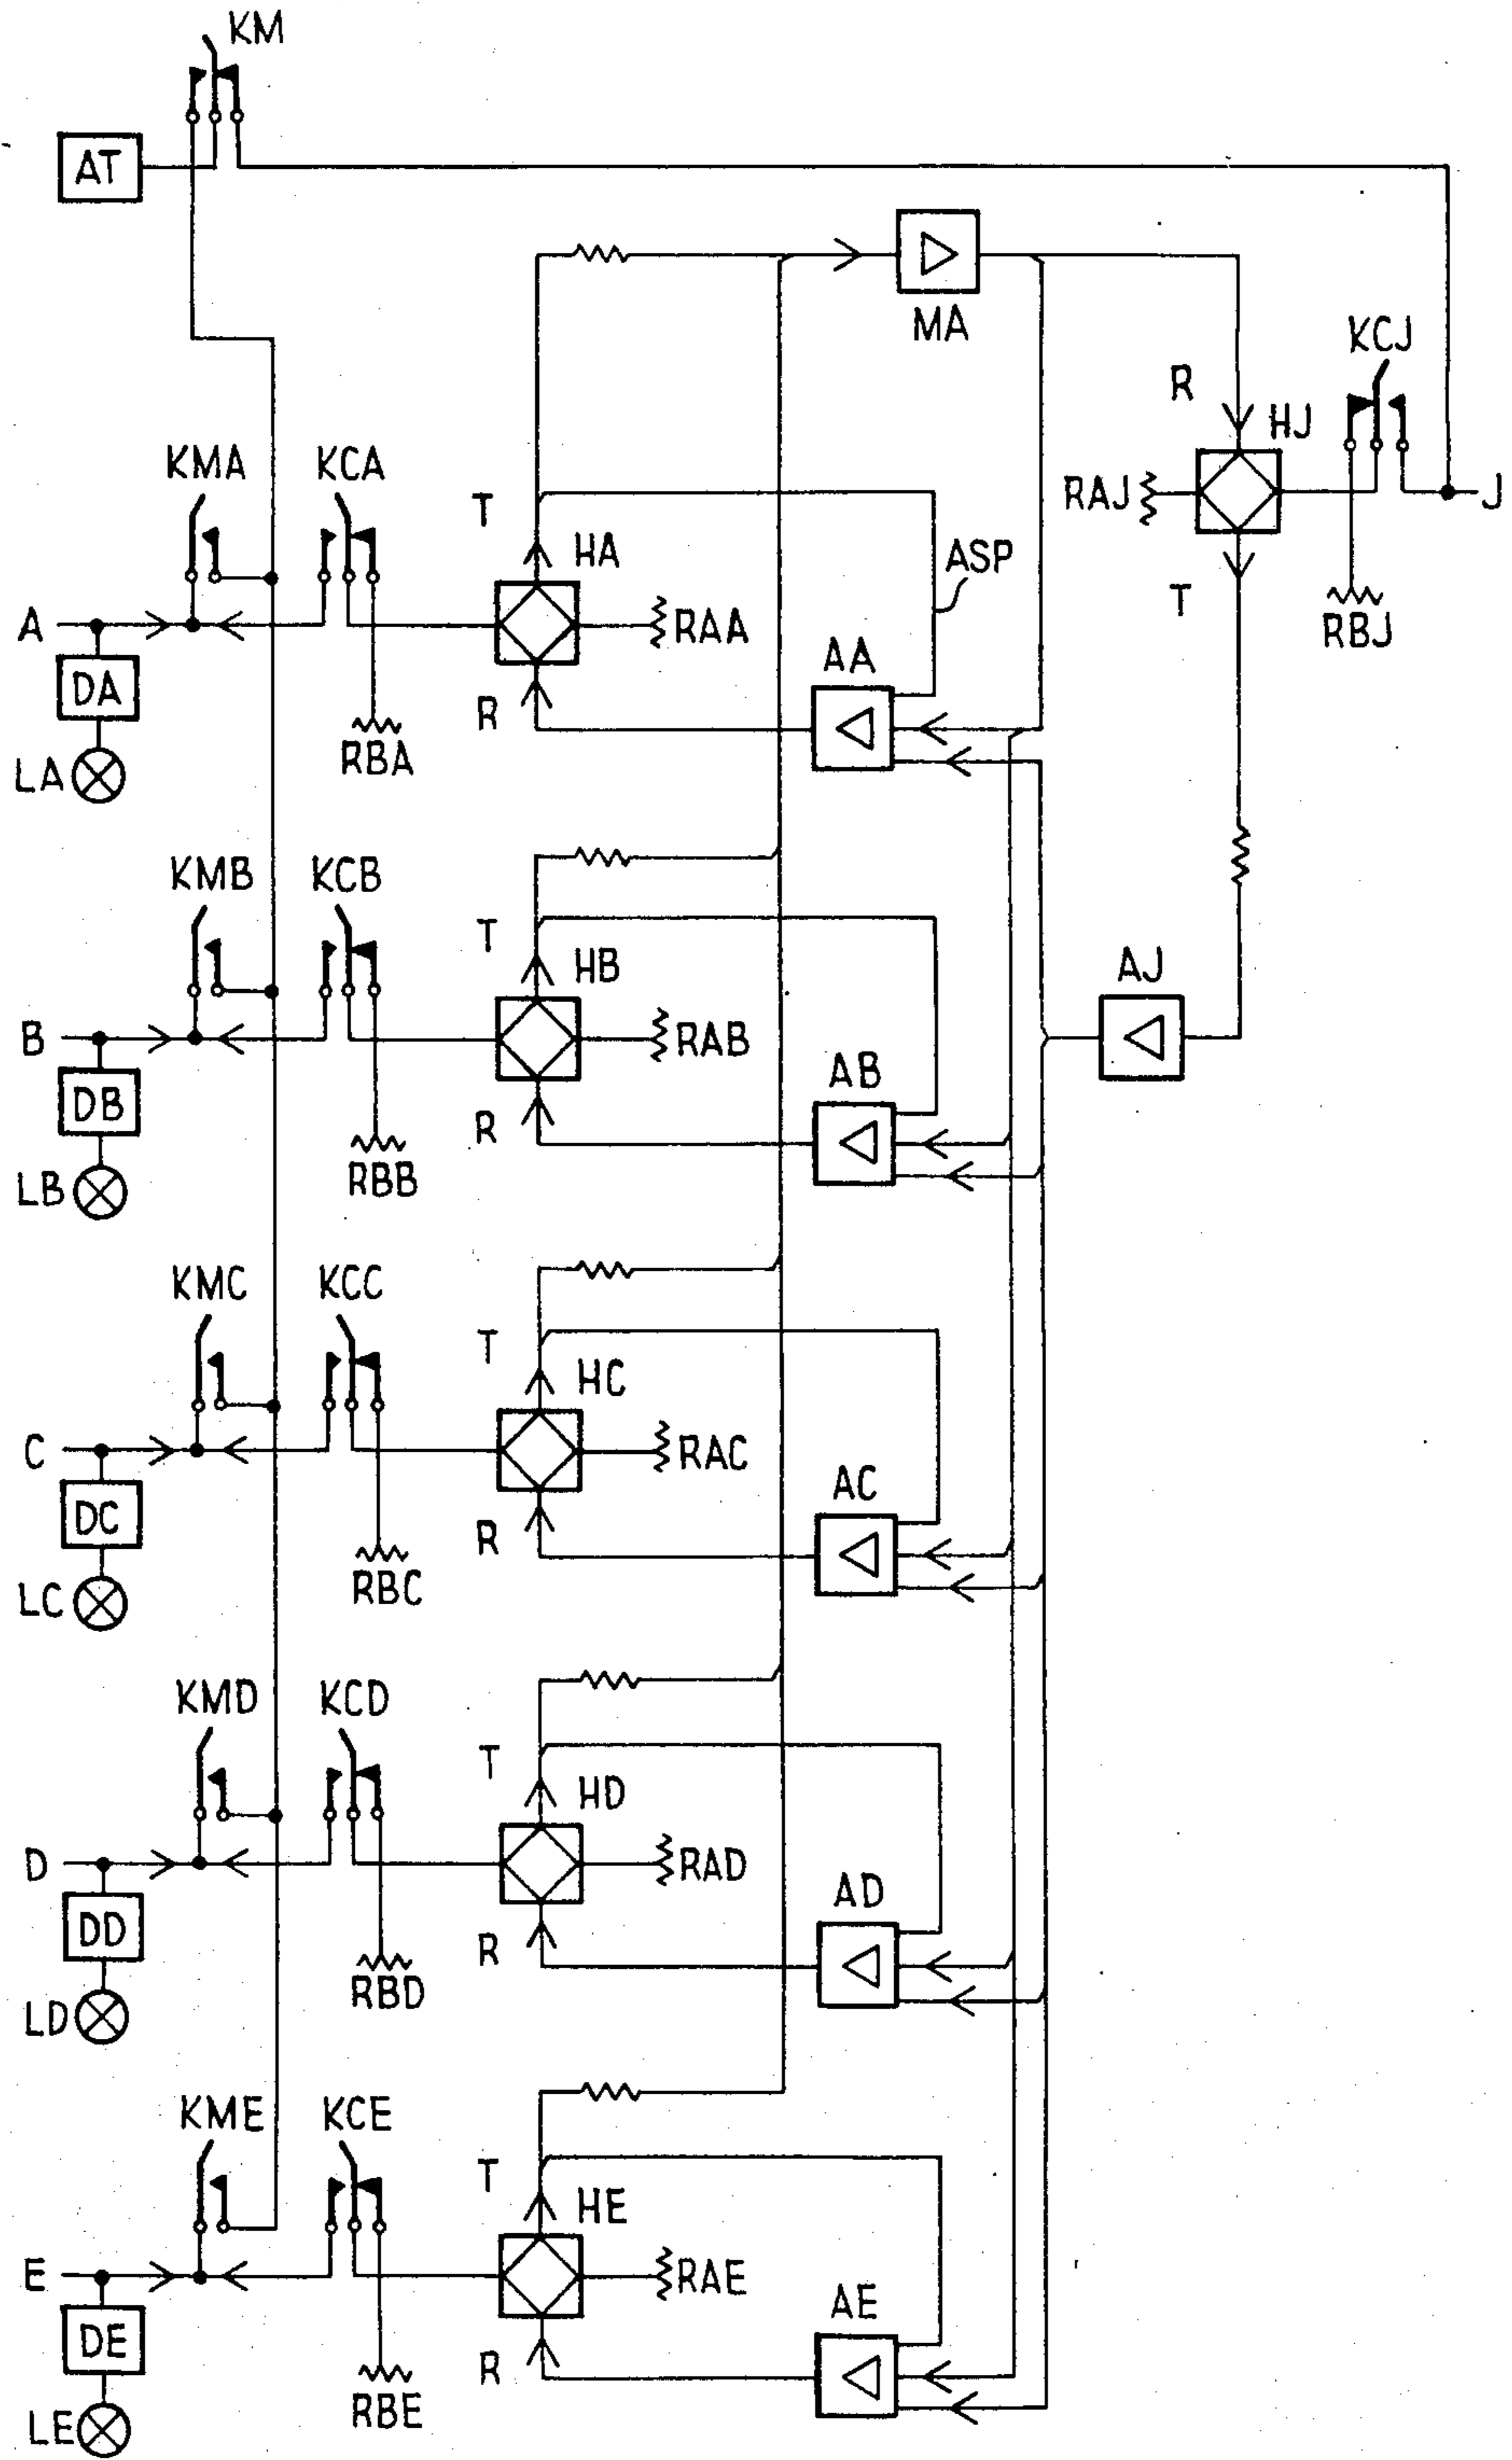 KM
AT
MA
KCJ
R
HJ
KMA
KCA
RAJ
J
T
HA
ASP
T
A
RAA
RBJ
AA
DA
R
LA
RBA
KMB
KCB
T
HB
AJ
B
RAB
AB
DB
R
LB
RBB
KMC
KCC
T
HC
C
RAC
AC
DC
R
LC
RBC
KMD
KCD
T
HD
D
RAD
AD
DD
R
LD
RBD
KME
KCE
T
HE
E
RAE
AE
DE
R
LE
RBE